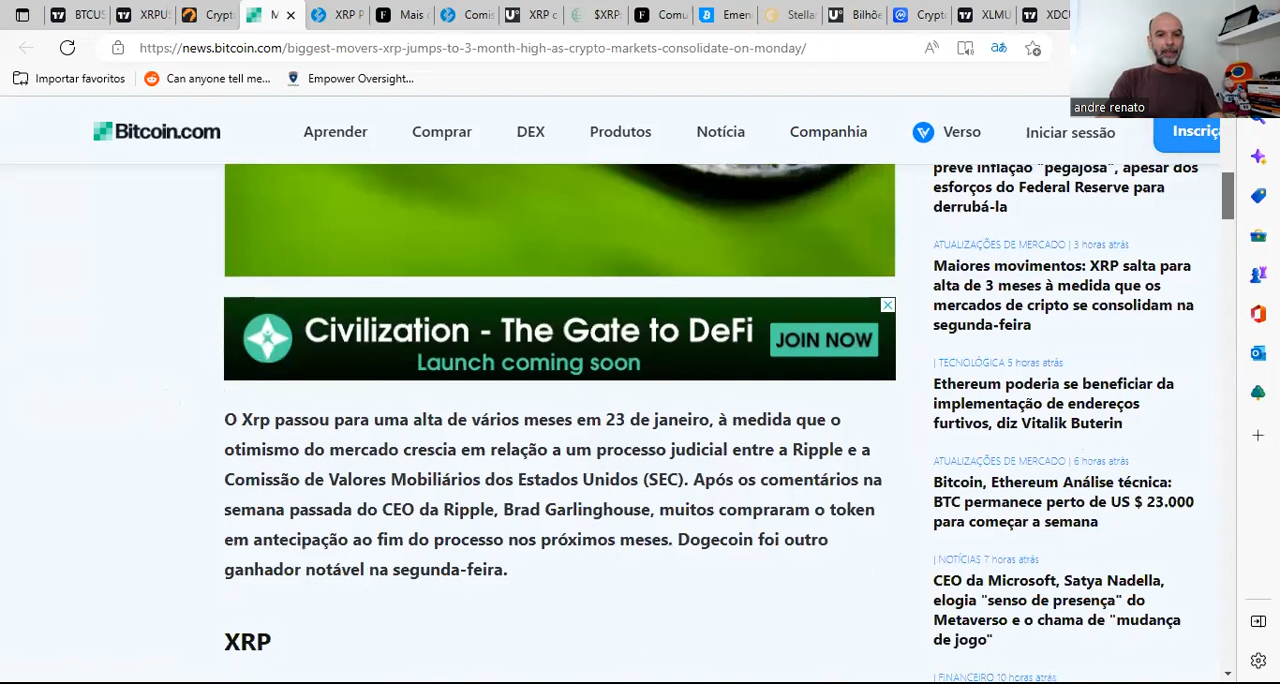 BTCUS
XRPUS
Crypt
M
XRP P
Mais c
Comis
XRP c
$XRP:
Comu
Emen
Stella
Bilhõe
Crypt
XLMU
XDCU
https://news.bitcoin.com/biggest-movers-xrp-jumps-to-3-month-high-as-crypto-markets-consolidate-on-monday/
Importar favoritos
Can anyone tell me...
Empower Oversight...
andre renato
Bitcoin.com
Aprender
Comprar
DEX
Produtos
Notícia
Companhia
Verso
Iniciar sessão
Inscriç
Civilization - The Gate to DeFi
Launch coming soon
JOIN NOW
O Xrp passou para uma alta de vários meses em 23 de janeiro, à medida que o
otimismo do mercado crescia em relação a um processo judicial entre a Ripple e a
Comissão de Valores Mobiliários dos Estados Unidos (SEC). Após os comentários na
semana passada do CEO da Ripple, Brad Garlinghouse, muitos compraram o token
em antecipação ao fim do processo nos próximos meses. Dogecoin foi outro
ganhador notável na segunda-feira.
XRP
prevê inflação "pegajosa", apesar dos
esforços do Federal Reserve para
derrubá-la
ATUALIZAÇÕES DE MERCADO | 3 horas atrás
Maiores movimentos: XRP salta para
alta de 3 meses à medida que os
mercados de cripto se consolidam na
segunda-feira
| TECNOLÓGICA 5 horas atrás
Ethereum poderia se beneficiar da
implementação de endereços
furtivos, diz Vitalik Buterin
ATUALIZAÇÕES DE MERCADO | 6 horas atrás
Bitcoin, Ethereum Análise técnica:
BTC permanece perto de US $ 23.000
para começar a semana
| NOTÍCIAS 7 horas atrás
CEO da Microsoft, Satya Nadella,
elogia "senso de presença" do
Metaverso e o chama de "mudança
de jogo"
| FINANCEIRO 10 horas atrás